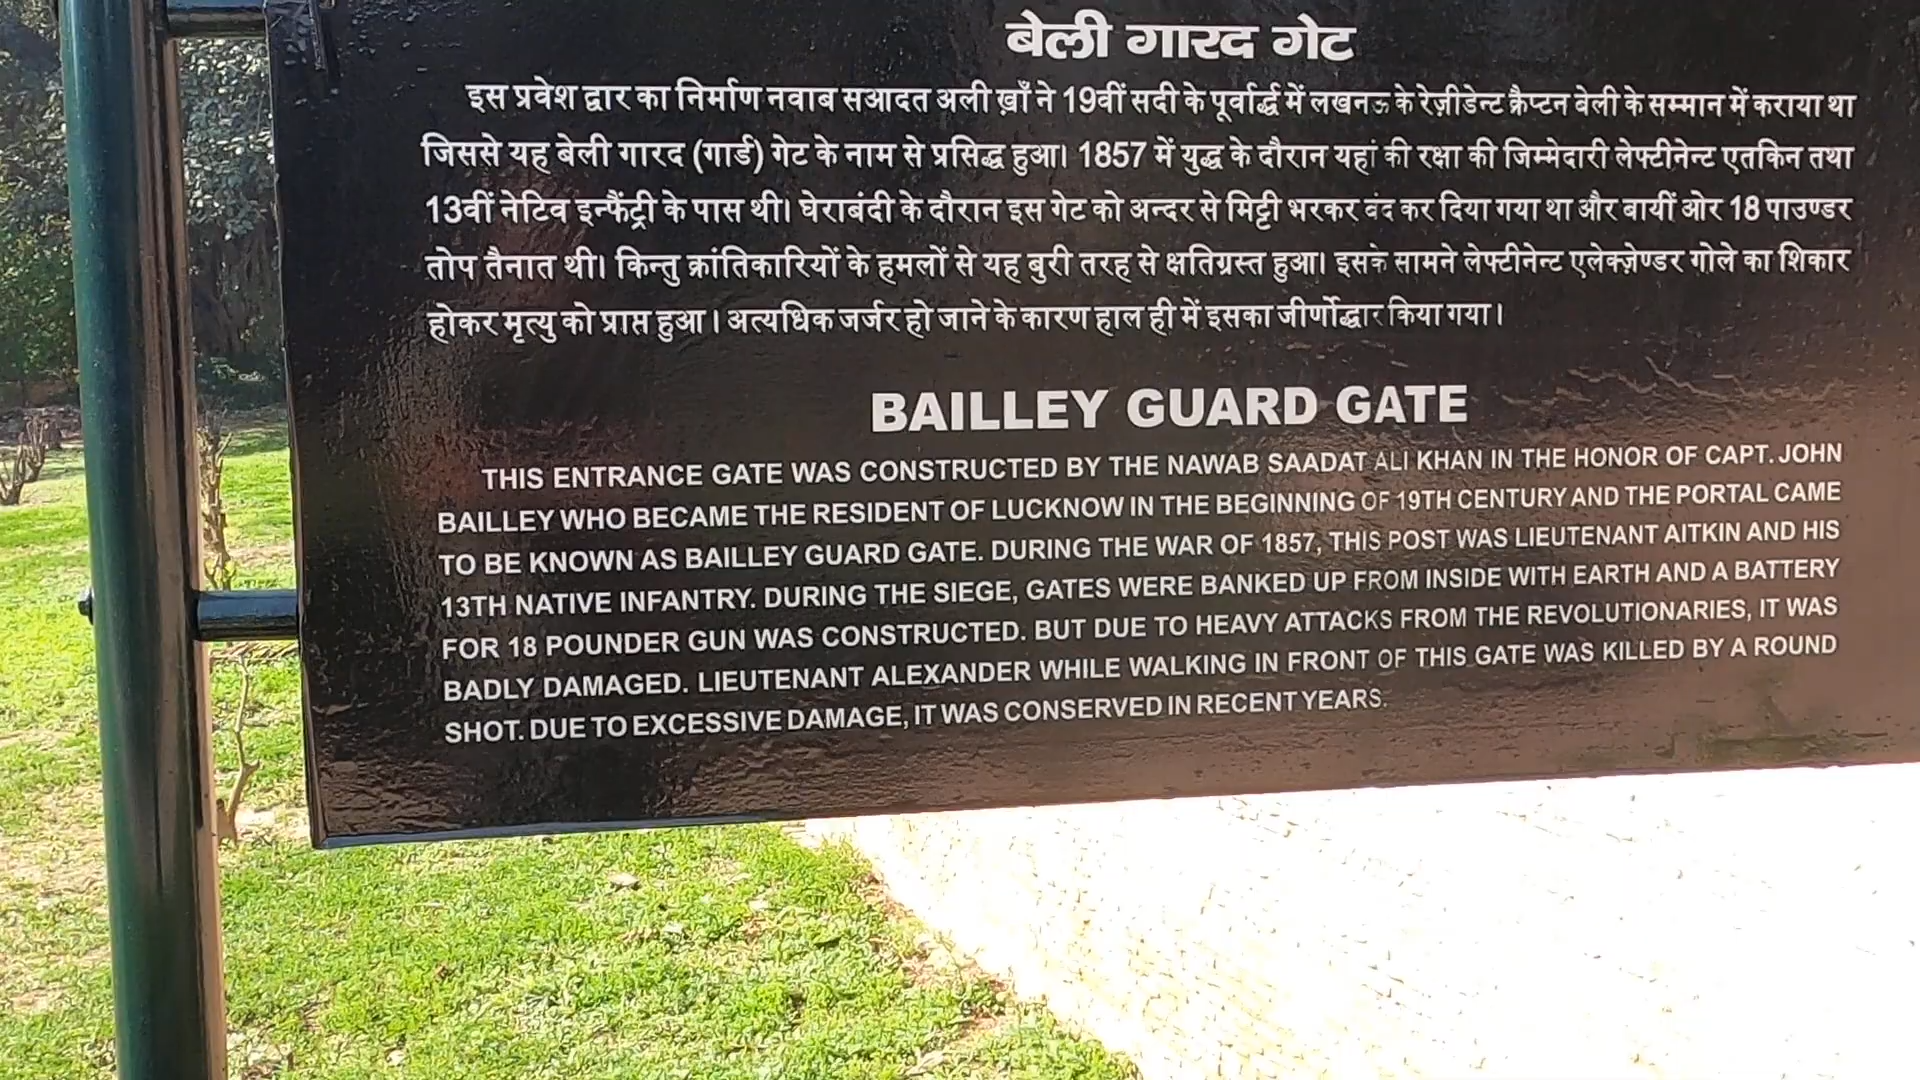 बेली गारद गेट
इस प्रवेश द्वार का निर्माण नवाब सआदत अली ख़ाँ ने 19वीं सदी के पूर्वार्द्ध में लखनऊ के रेज़ीडेन्ट क्रैप्टन बेली के सम्मान में कराया था
जिससे यह बेली गारद (गार्ड) गेट के नाम से प्रसिद्ध हुआ। 1857 में युद्ध के दौरान यहां की रक्षा की जिम्मेदारी लेफ्टीनेन्ट एतकिन तथा
13वीं नेटिव इन्फैंट्री के पास थी। घेराबंदी के दौरान इस गेट को अन्दर से मिट्टी भरकर बंद कर दिया गया था और बायीं ओर 18 पाउण्डर
तोप तैनात थी। किन्तु क्रांतिकारियों के हमलों से यह बुरी तरह से क्षतिग्रस्त हुआ। इसके सामने लेफ्टीनेन्ट एलेक्ज़ेण्डर गोले का शिकार
होकर मृत्यु को प्राप्त हुआ। अत्यधिक जर्जर हो जाने के कारण हाल ही में इसका जीर्णोद्धार किया गया।
BAILLEY GUARD GATE
THIS ENTRANCE GATE WAS CONSTRUCTED BY THE NAWAB SAADAT ALI KHAN IN THE HONOR OF CAPT. JOHN
BAILLEY WHO BECAME THE RESIDENT OF LUCKNOW IN THE BEGINNING OF 19TH CENTURY AND THE PORTAL CAME
TO BE KNOWN AS BAILLEY GUARD GATE. DURING THE WAR OF 1857, THIS POST WAS LIEUTENANT AITKIN AND HIS
13TH NATIVE INFANTRY. DURING THE SIEGE, GATES WERE BANKED UP FROM INSIDE WITH EARTH AND A BATTERY
FOR 18 POUNDER GUN WAS CONSTRUCTED. BUT DUE TO HEAVY ATTACKS FROM THE REVOLUTIONARIES, IT WAS
BADLY DAMAGED. LIEUTENANT ALEXANDER WHILE WALKING IN FRONT OF THIS GATE WAS KILLED BY A ROUND
SHOT. DUE TO EXCESSIVE DAMAGE, IT WAS CONSERVED IN RECENT YEARS.